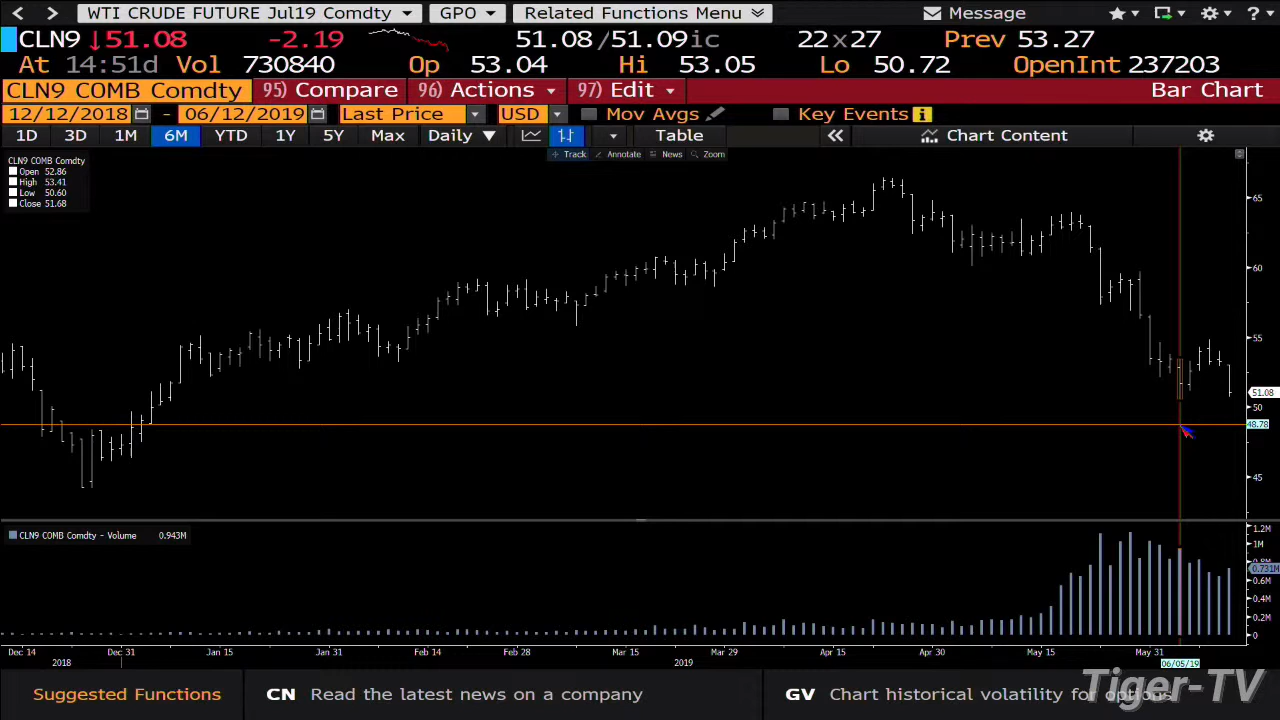 WTI CRUDE FUTURE Jul19 Comdty GPO Related Functions Menu Message ?
CLN9 ↓51.08 -2.19 51.08/51.09ic 22x27 Prev 53.27
At 14:51d Vol 730840 Op 53.04 Hi 53.05 Lo 50.72 OpenInt 237203
CLN9 COMB Comdty 95) Compare 96) Actions 97) Edit Bar Chart
12/12/2018 - 06/12/2019 Last Price USD Mov Avgs Key Events i
1D 3D 1M 6M YTD 1Y 5Y Max Daily ▼ Table « Chart Content
Track Annotate News Zoom
CLN9 COMB Comdty
Open 52.86
High 53.41
Low 50.60
Close 51.68
65
60
55
51.08
50
48.78
45
CLN9 COMB Comdty - Volume 0.943M
1.2M
1M
0.6M
0.4M
0.2M
0
Dec 14 Dec 31 Jan 15 Jan 31 Feb 14 Feb 28 Mar 15 Mar 29 Apr 15 Apr 30 May 15 May 31
2018 2019 06/05/19
Suggested Functions CN Read the latest news on a company GV Chart historical volatility for options
Tiger-TV